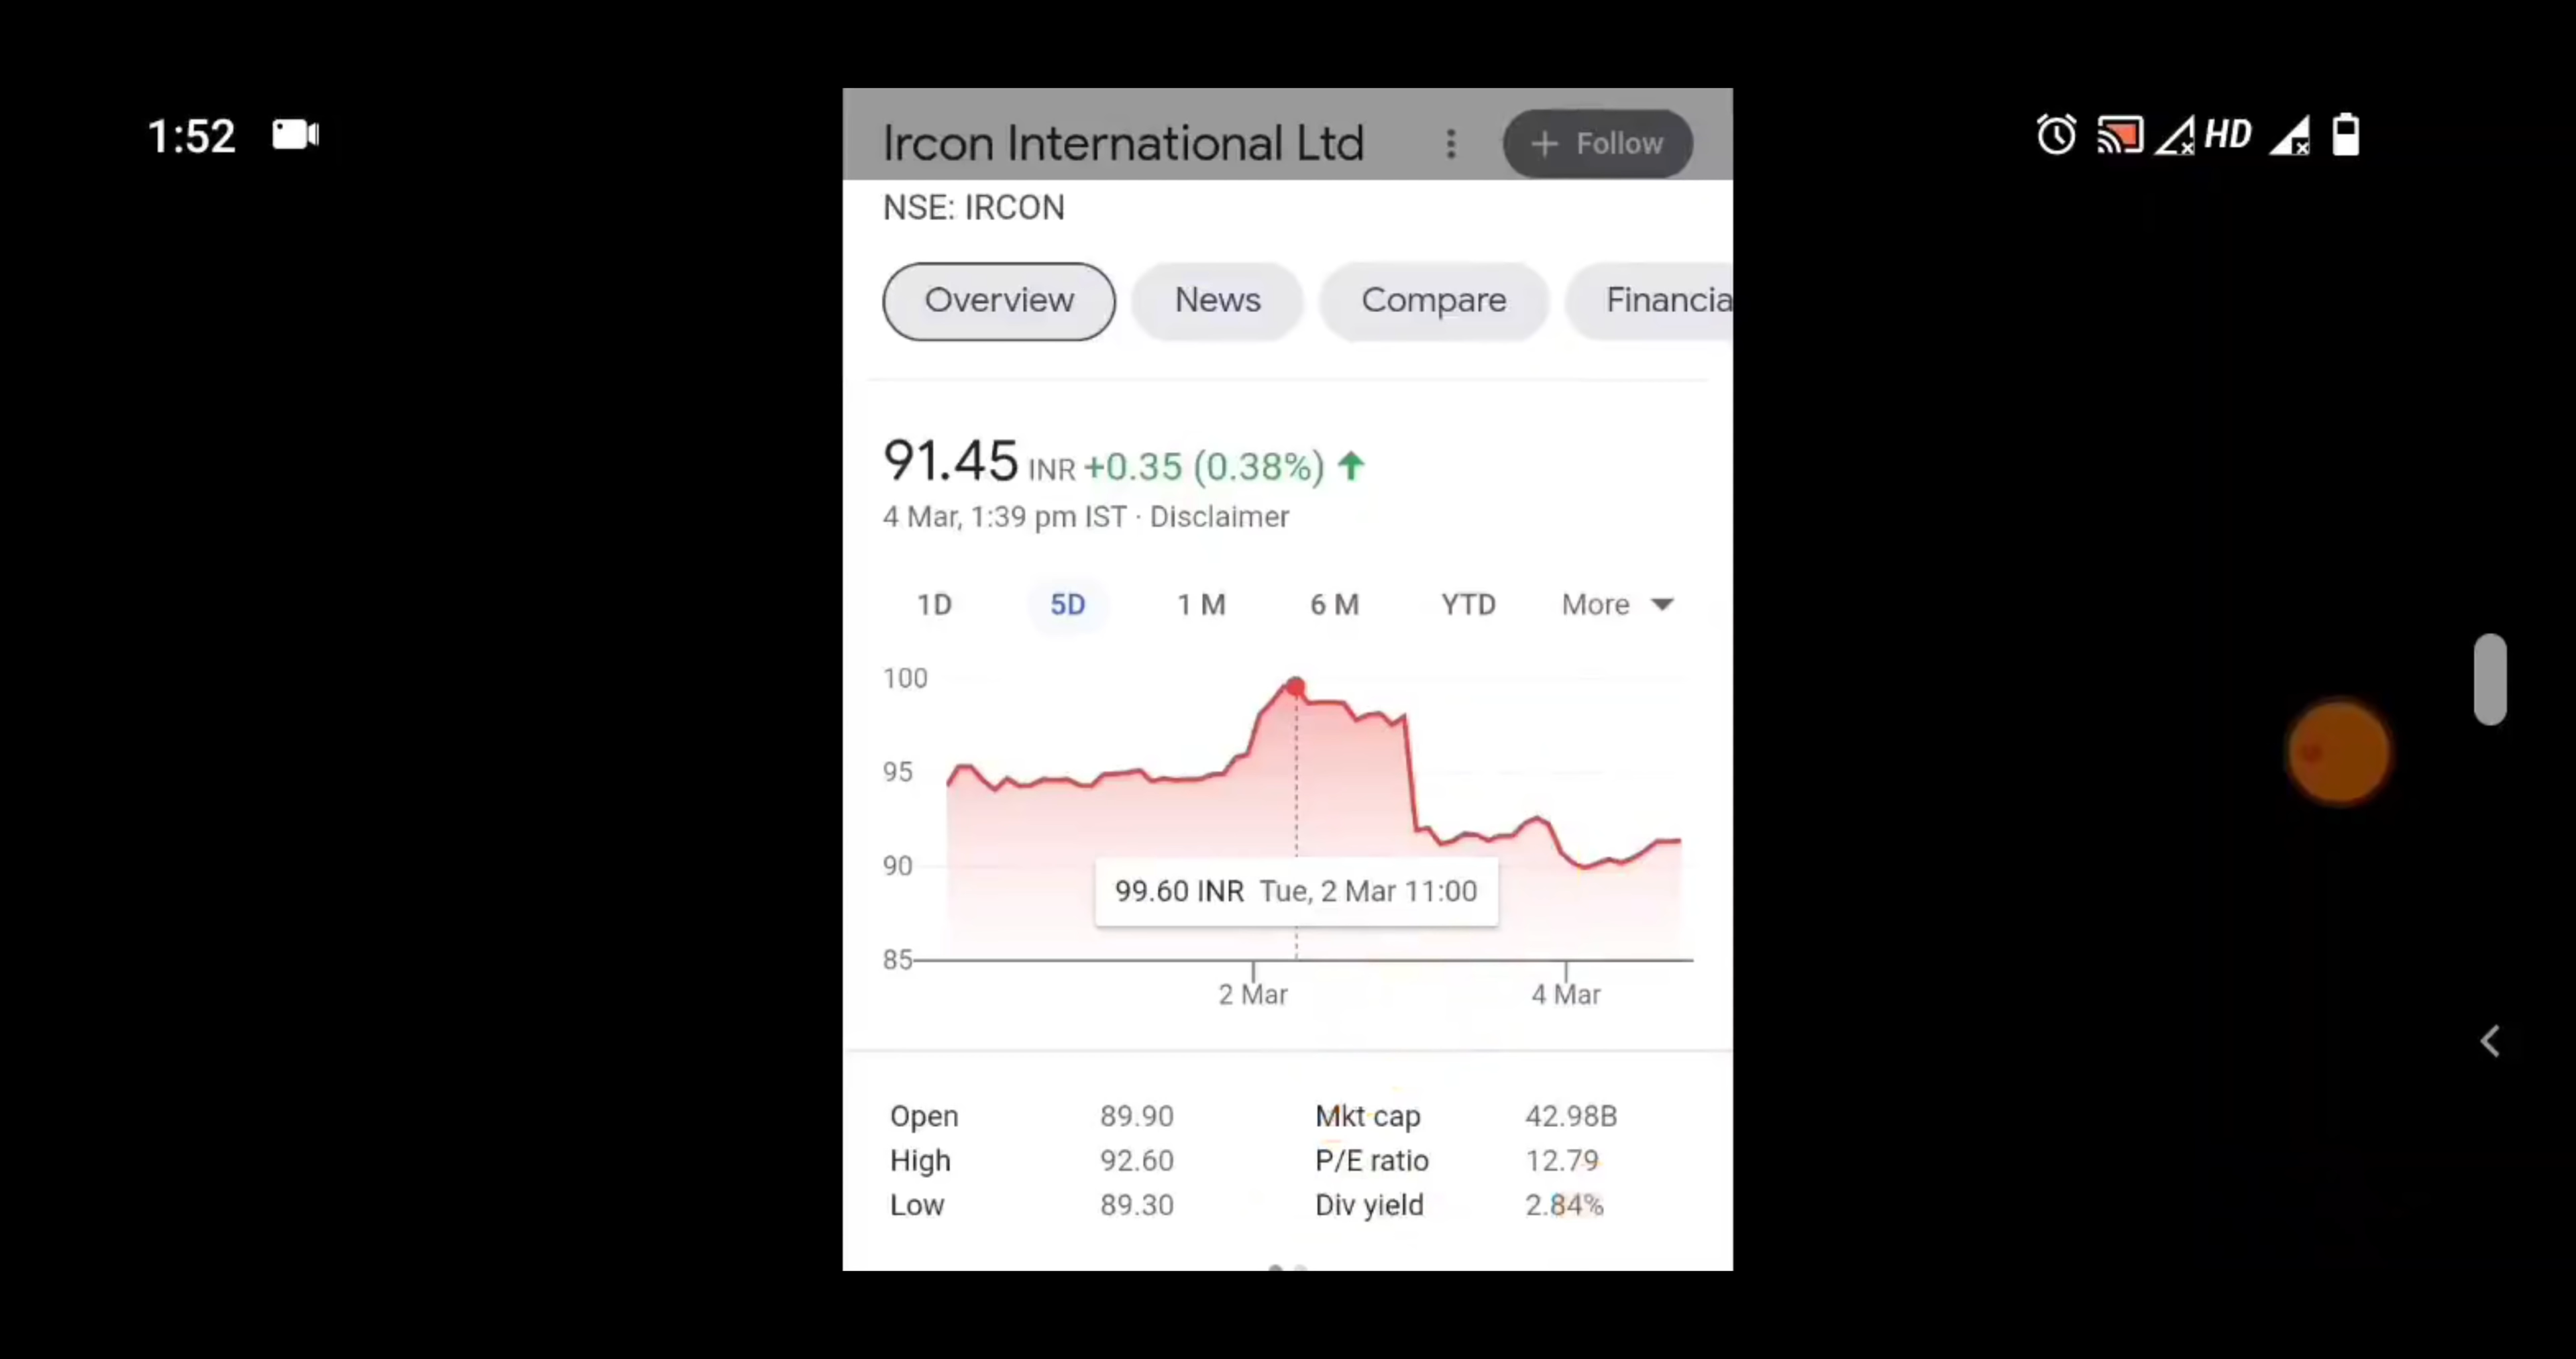 1:52
HD
Ircon International Ltd
+ Follow
NSE: IRCON
Overview News Compare Financia
91.45 INR +0.35 (0.38%)
4 Mar, 1:39 pm IST · Disclaimer
1D 5D 1 M 6 M YTD More
100
95
90
99.60 INR Tue, 2 Mar 11:00
85
2 Mar 4 Mar
Open 89.90 Mkt cap 42.98B
High 92.60 P/E ratio 12.79
Low 89.30 Div yield 2.84%